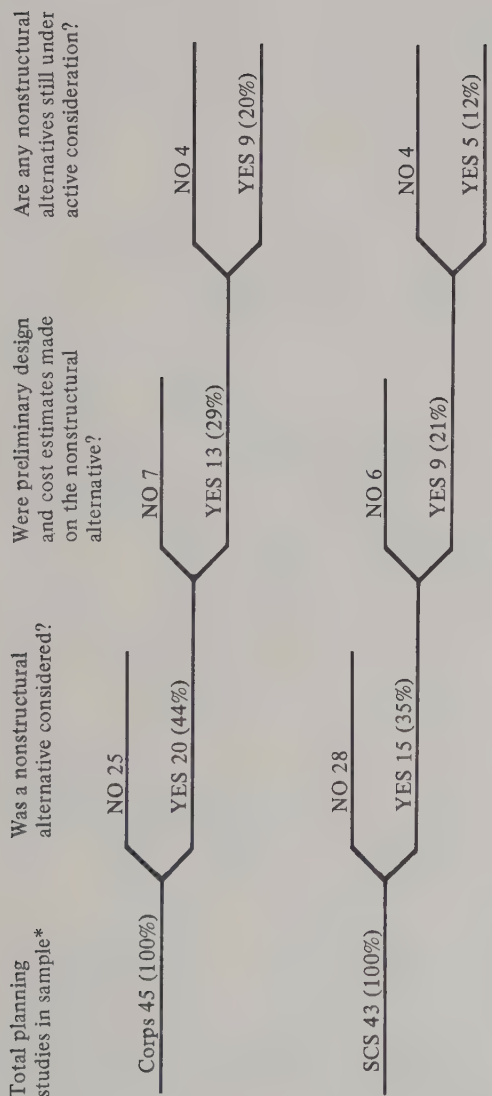 Total planning
studies in sample*
Was a nonstructural
alternative considered?
Were preliminary design
and cost estimates made
on the nonstructural
alternative?
Are any nonstructural
alternatives still under
active consideration?
Corps 45 (100%)
NO 25
YES 20 (44%)
NO 7
YES 13 (29%)
NO 4
YES 9 (20%)
SCS 43 (100%)
NO 28
YES 15 (35%)
NO 6
YES 9 (21%)
NO 4
YES 5 (12%)